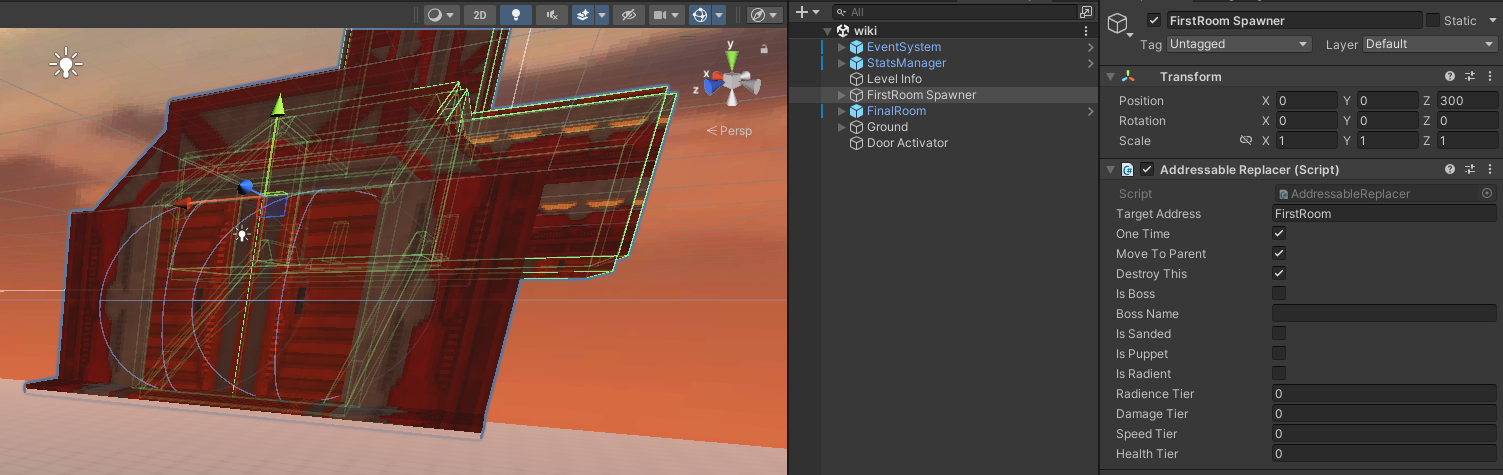 2D
y
x
z
Persp
All
wiki
EventSystem
StatsManager
Level Info
FirstRoom Spawner
FinalRoom
Ground
Door Activator
FirstRoom Spawner
Static
Tag Untagged Layer Default
Transform
Position X 0 Y 0 Z 300
Rotation X 0 Y 0 Z 0
Scale X 1 Y 1 Z 1
Addressable Replacer (Script)
Script AddressableReplacer
Target Address FirstRoom
One Time
Move To Parent
Destroy This
Is Boss
Boss Name
Is Sanded
Is Puppet
Is Radient
Radience Tier 0
Damage Tier 0
Speed Tier 0
Health Tier 0